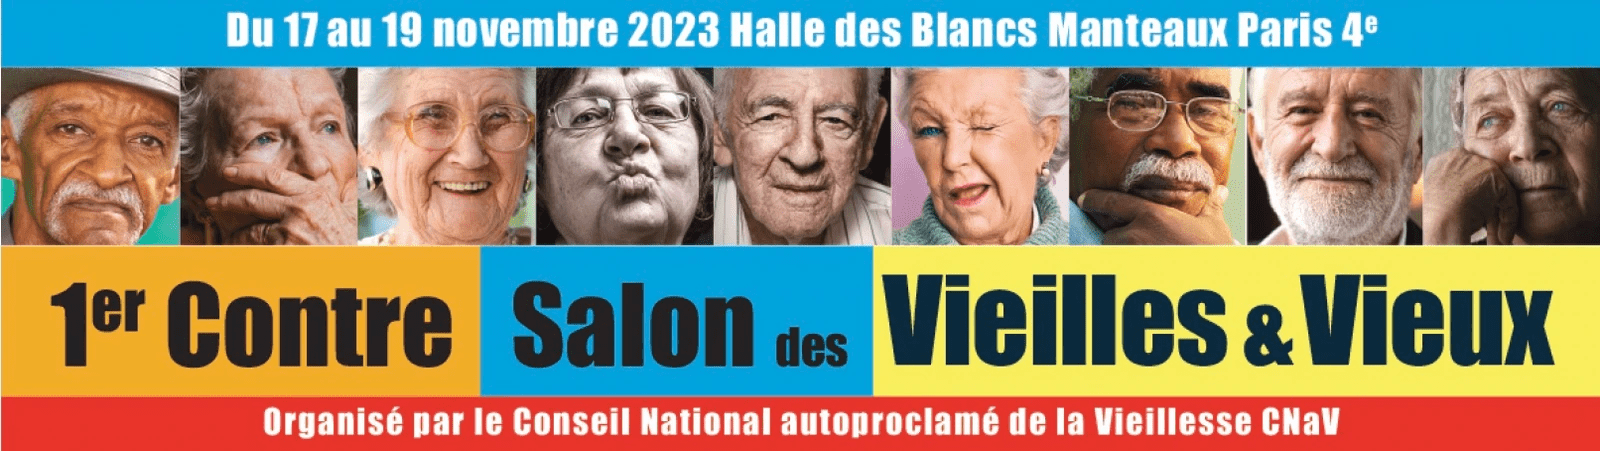 Du 17 au 19 novembre 2023 Halle des Blancs Manteaux Paris 4e
1er Contre Salon des Vieilles & Vieux
Organisé par le Conseil National autoproclamé de la Vieillesse CNaV